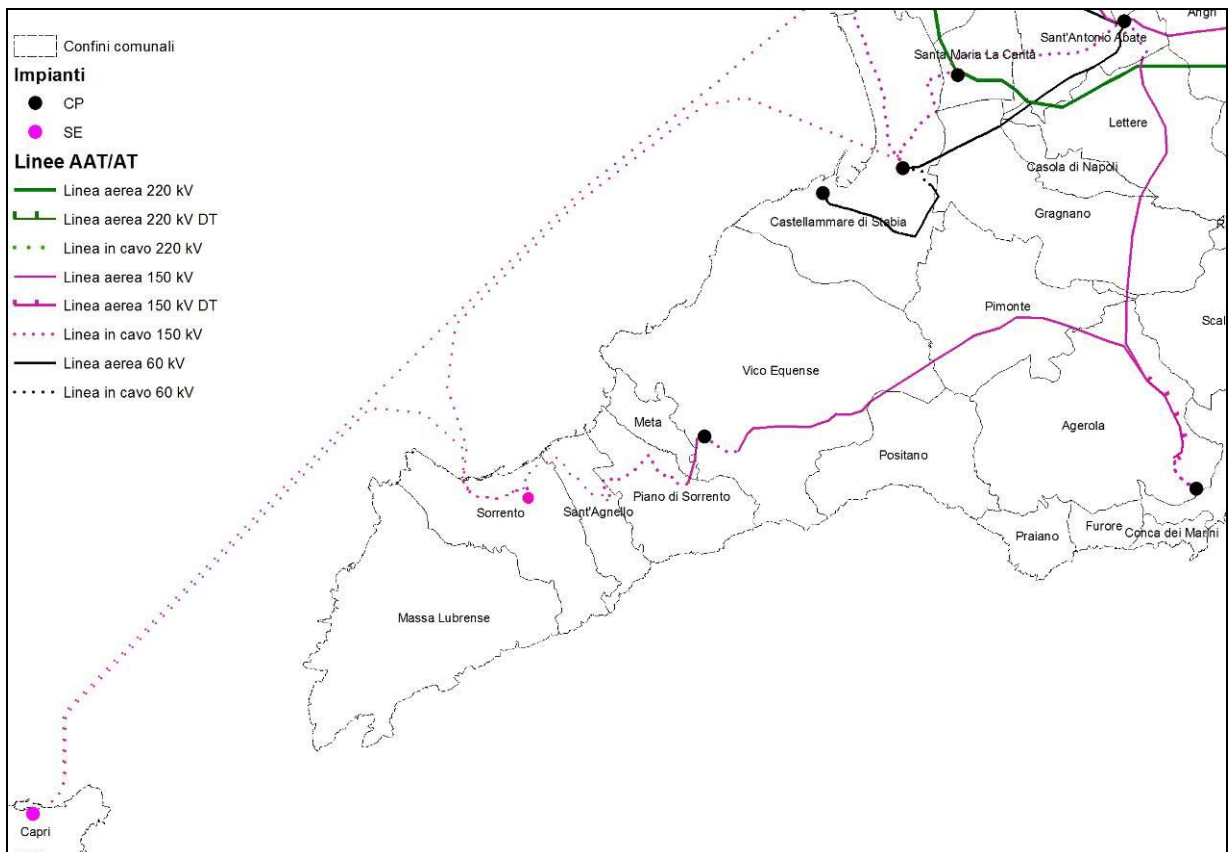 Confini comunali
Impianti
CP
SE
Linee AAT/AT
Linea aerea 220 kV
Linea aerea 220 kV DT
Linea in cavo 220 kV
Linea aerea 150 kV
Linea aerea 150 kV DT
Linea in cavo 150 kV
Linea aerea 60 kV
Linea in cavo 60 kV
Angri
Sant'Antonio Abate
Santa Maria La Carità
Lettere
Casola di Napoli
Gragnano
Castellammare di Stabia
Pimonte
Scal
Vico Equense
Meta
Agerola
Positano
Piano di Sorrento
Sorrento
Sant'Agnello
Furore
Conca dei Marini
Praiano
Massa Lubrense
Capri